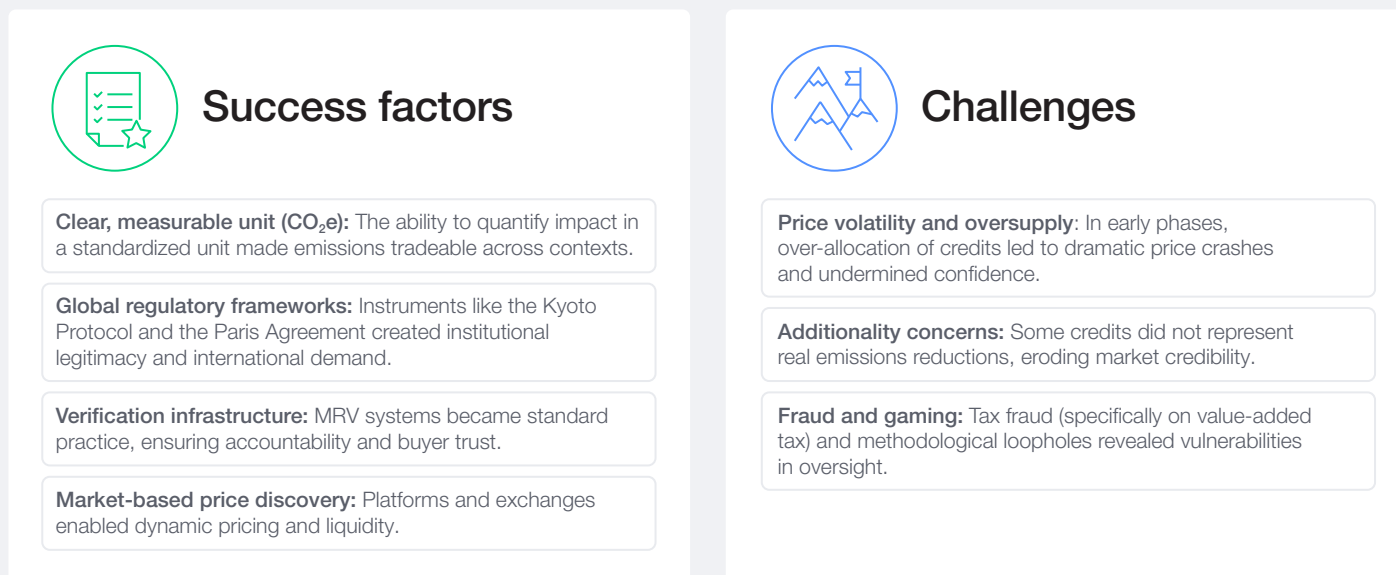 Success factors
Clear, measurable unit (CO₂e): The ability to quantify impact in
a standardized unit made emissions tradeable across contexts.
Global regulatory frameworks: Instruments like the Kyoto
Protocol and the Paris Agreement created institutional
legitimacy and international demand.
Verification infrastructure: MRV systems became standard
practice, ensuring accountability and buyer trust.
Market-based price discovery: Platforms and exchanges
enabled dynamic pricing and liquidity.
Challenges
Price volatility and oversupply: In early phases,
over-allocation of credits led to dramatic price crashes
and undermined confidence.
Additionality concerns: Some credits did not represent
real emissions reductions, eroding market credibility.
Fraud and gaming: Tax fraud (specifically on value-added
tax) and methodological loopholes revealed vulnerabilities
in oversight.